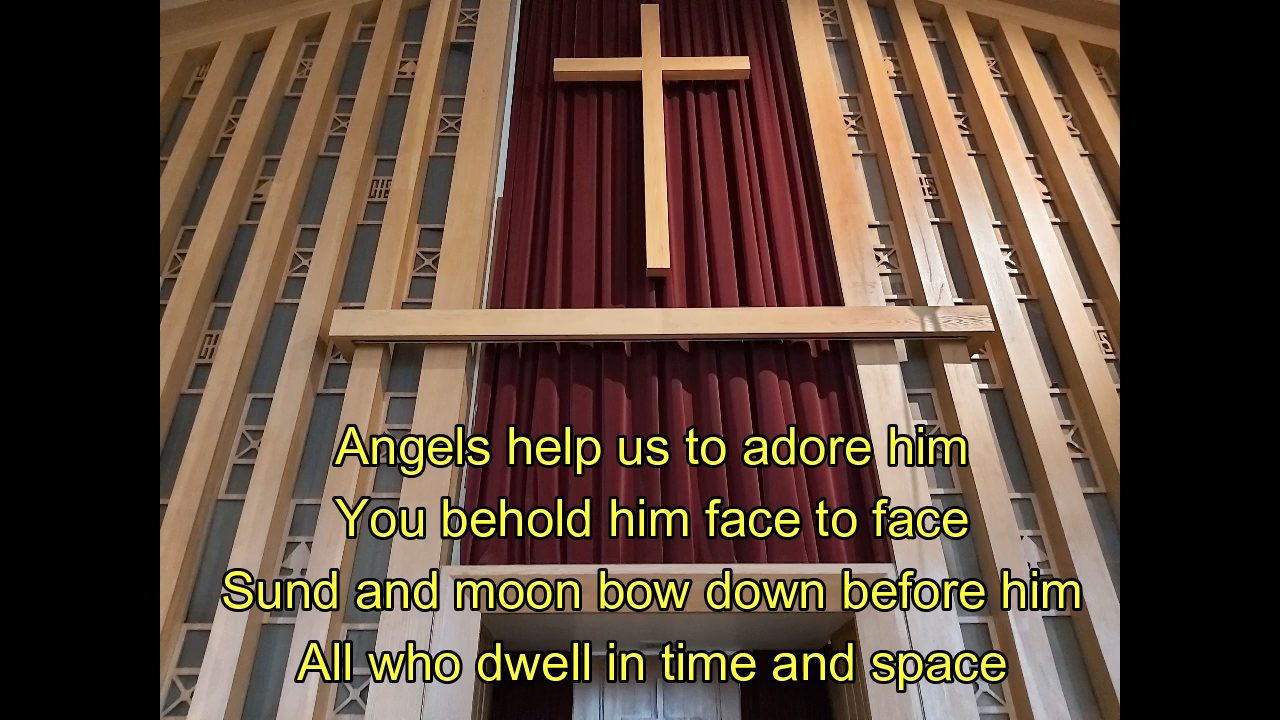 Angels help us to adore him
You behold him face to face
Sund and moon bow down before him
All who dwell in time and space